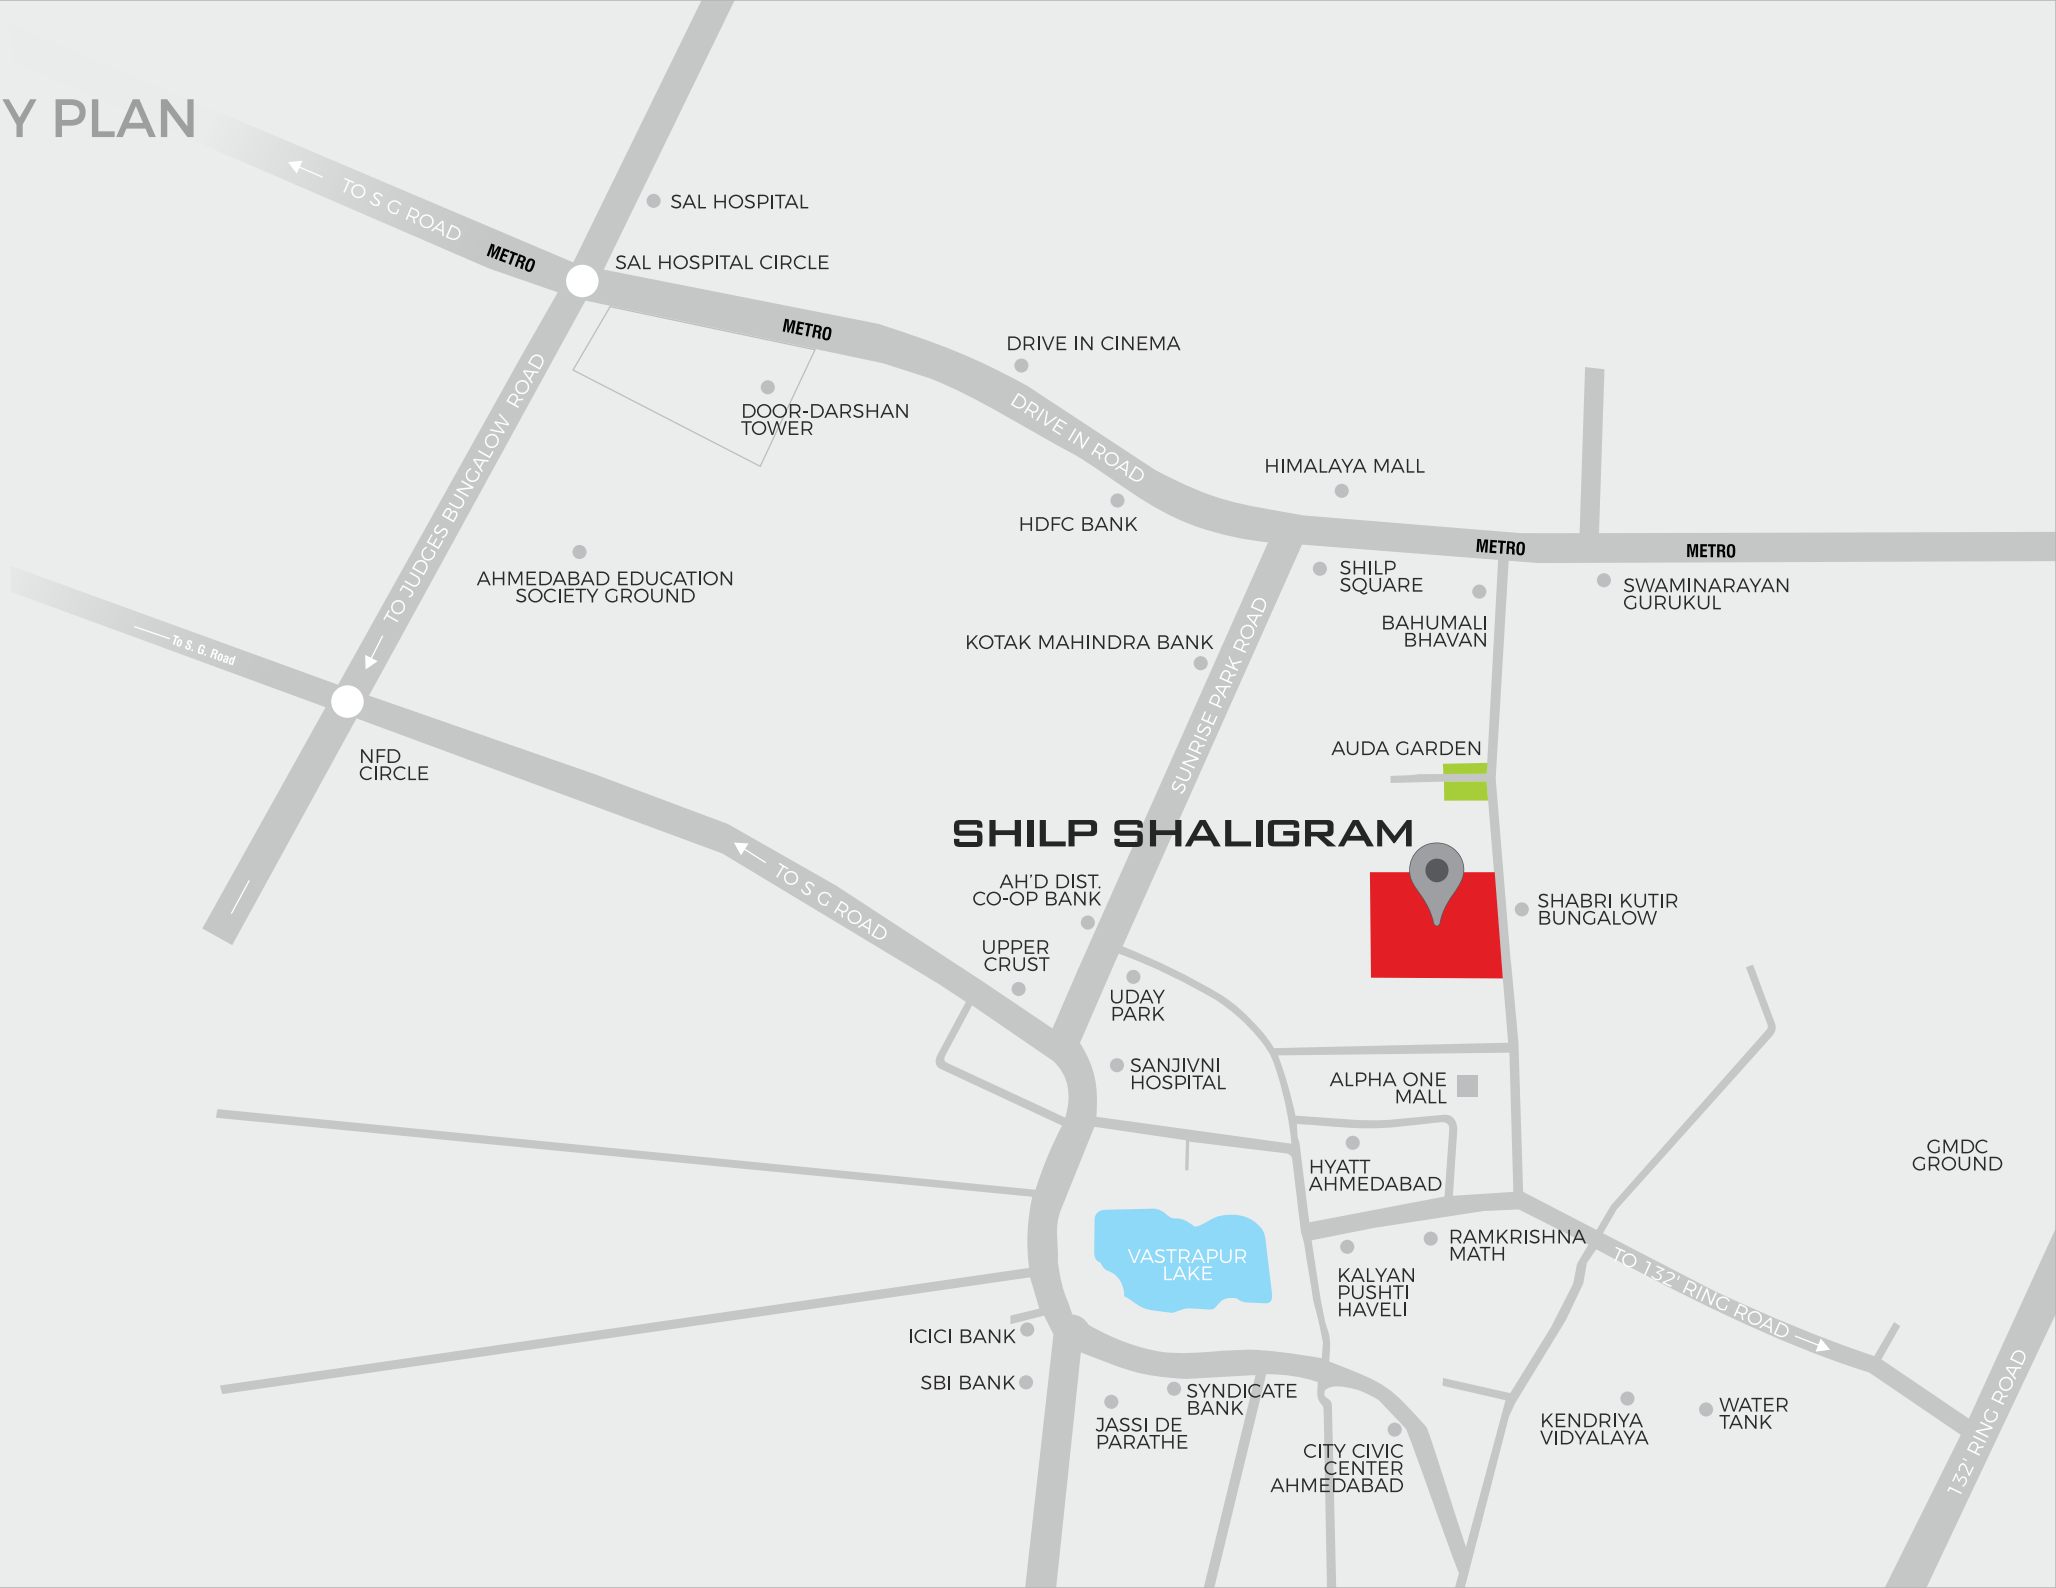 Y PLAN
TO S G ROAD
METRO
SAL HOSPITAL
SAL HOSPITAL CIRCLE
METRO
DRIVE IN CINEMA
DRIVE IN ROAD
DOOR-DARSHAN
TOWER
TO JUDGES BUNGALOW ROAD
HIMALAYA MALL
HDFC BANK
METRO
METRO
AHMEDABAD EDUCATION
SOCIETY GROUND
SHILP
SQUARE
SWAMINARAYAN
GURUKUL
BAHUMALI
BHAVAN
To S. G. Road
KOTAK MAHINDRA BANK
SUNRISE PARK ROAD
NFD
CIRCLE
AUDA GARDEN
SHILP SHALIGRAM
TO S G ROAD
AH'D DIST.
CO-OP BANK
SHABRI KUTIR
BUNGALOW
UPPER
CRUST
UDAY
PARK
SANJIVNI
HOSPITAL
ALPHA ONE
MALL
GMDC
GROUND
HYATT
AHMEDABAD
VASTRAPUR
LAKE
RAMKRISHNA
MATH
KALYAN
PUSHTI
HAVELI
TO 132' RING ROAD
ICICI BANK
SBI BANK
SYNDICATE
BANK
JASSI DE
PARATHE
CITY CIVIC
CENTER
AHMEDABAD
KENDRIYA
VIDYALAYA
WATER
TANK
132' RING ROAD